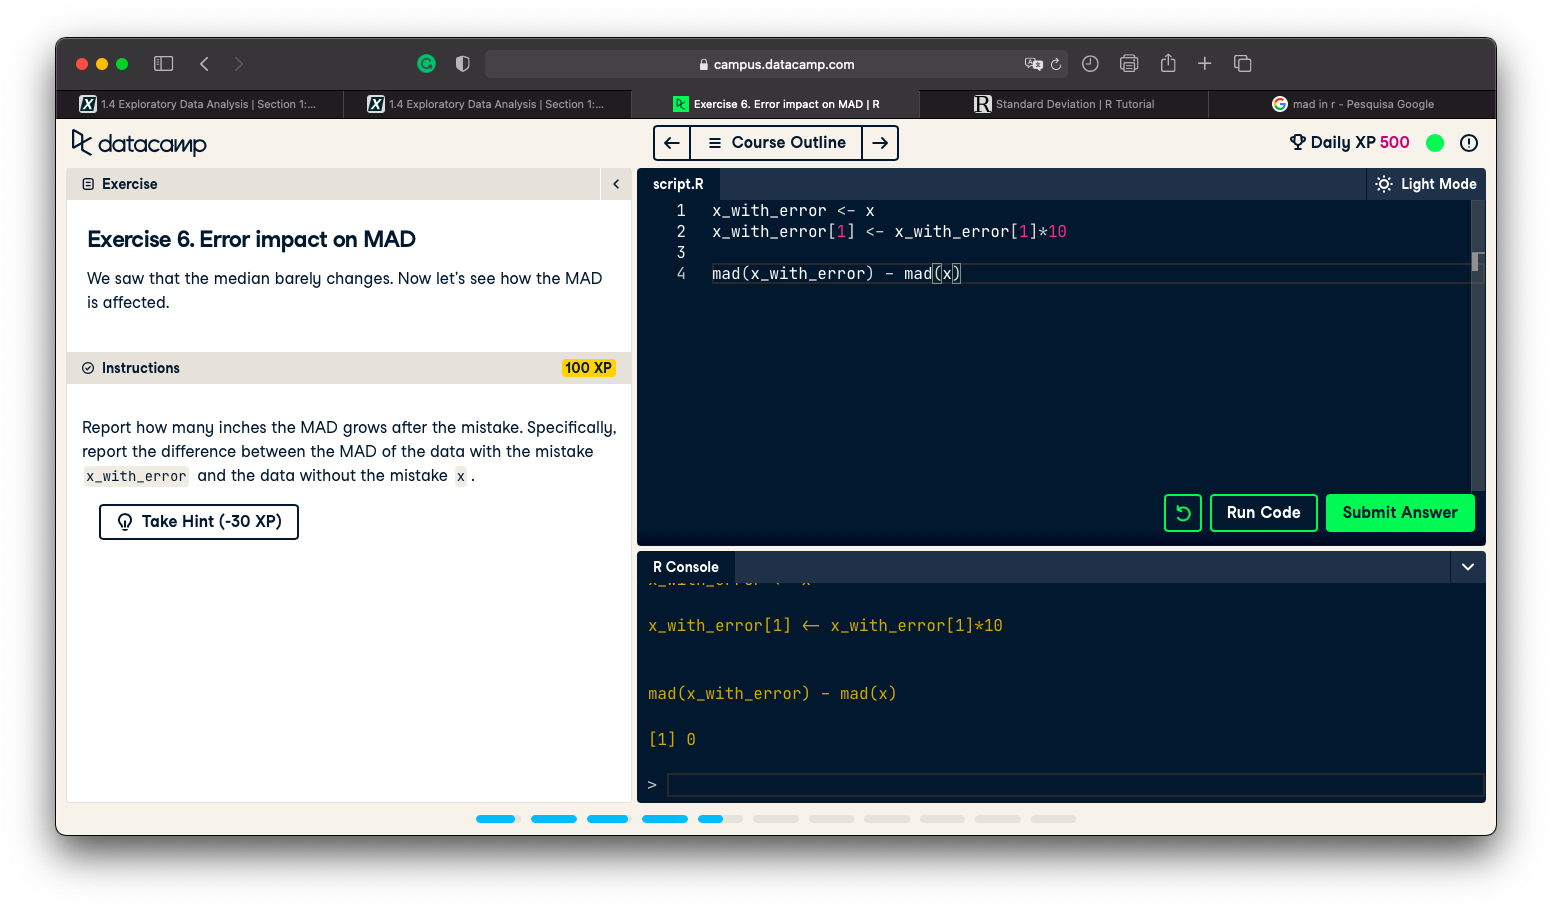 campus.datacamp.com
1.4 Exploratory Data Analysis | Section 1:...
1.4 Exploratory Data Analysis | Section 1:...
Exercise 6. Error impact on MAD | R
Standard Deviation | R Tutorial
mad in r - Pesquisa Google
datacamp
Course Outline
Daily XP 500
Exercise
Exercise 6. Error impact on MAD
We saw that the median barely changes. Now let's see how the MAD
is affected.
Instructions
100 XP
Report how many inches the MAD grows after the mistake. Specifically,
report the difference between the MAD of the data with the mistake
x_with_error and the data without the mistake x .
Take Hint (-30 XP)
script.R
Light Mode
1 x_with_error <- x
2 x_with_error[1] <- x_with_error[1]*10
3
4 mad(x_with_error) - mad(x)
Run Code
Submit Answer
R Console
x_with_error <- x
x_with_error[1] <- x_with_error[1]*10
mad(x_with_error) - mad(x)
[1] 0
>